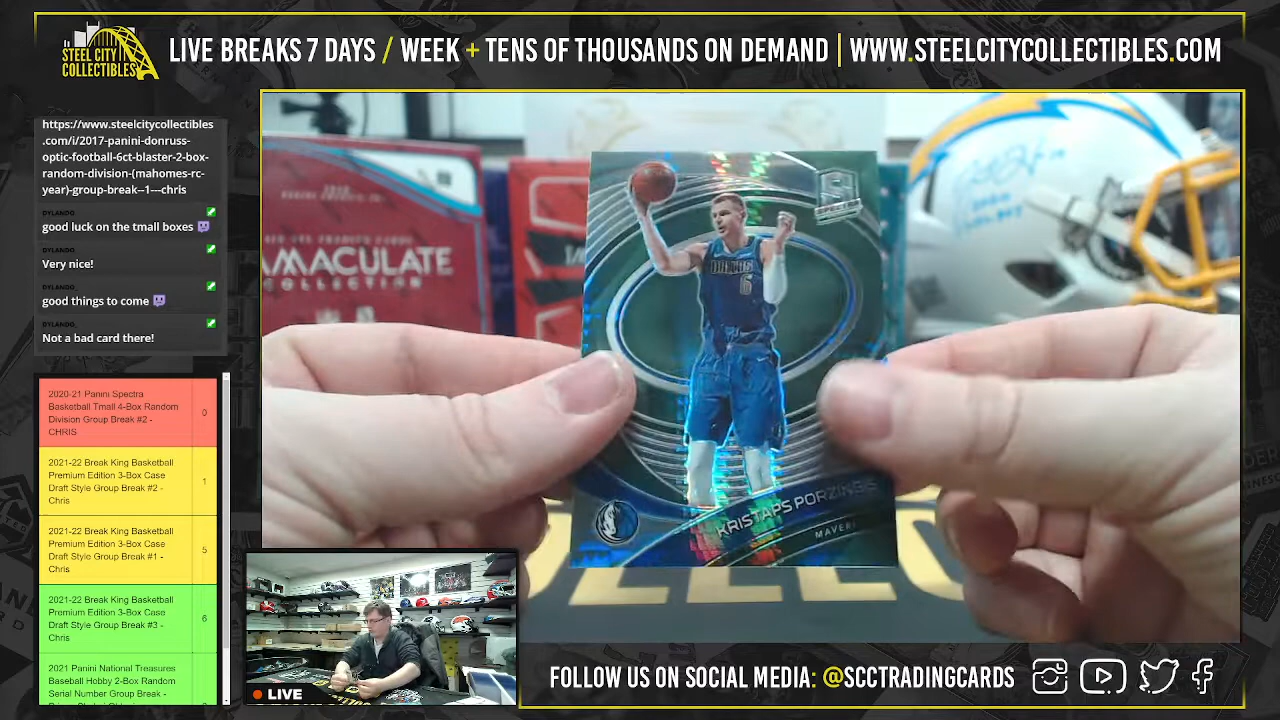 STEEL CITY
COLLECTIBLES
LIVE BREAKS 7 DAYS / WEEK + TENS OF THOUSANDS ON DEMAND | WWW.STEELCITYCOLLECTIBLES.COM
https://www.steelcitycollectibles
.com/i/2017-panini-donruss-
optic-football-6ct-blaster-2-box-
random-division-(mahomes-rc-
year)-group-break--1---chris
DYLANDO_
good luck on the tmall boxes
DYLANDO_
Very nice!
DYLANDO_
good things to come
DYLANDO_
Not a bad card there!
2020-21 Panini Spectra
Basketball Tmall 4-Box Random
Division Group Break #2 -
CHRIS
0
2021-22 Break King Basketball
Premium Edition 3-Box Case
Draft Style Group Break #2 -
Chris
1
2021-22 Break King Basketball
Premium Edition 3-Box Case
Draft Style Group Break #1 -
Chris
5
2021-22 Break King Basketball
Premium Edition 3-Box Case
Draft Style Group Break #3 -
Chris
6
2021 Panini National Treasures
Baseball Hobby 2-Box Random
Serial Number Group Break -
MACULATE
COLLECTION
SPECTRA
DALLAS
6
KRISTAPS PORZINGIS
MAVER
LIVE
FOLLOW US ON SOCIAL MEDIA: @SCCTRADINGCARDS